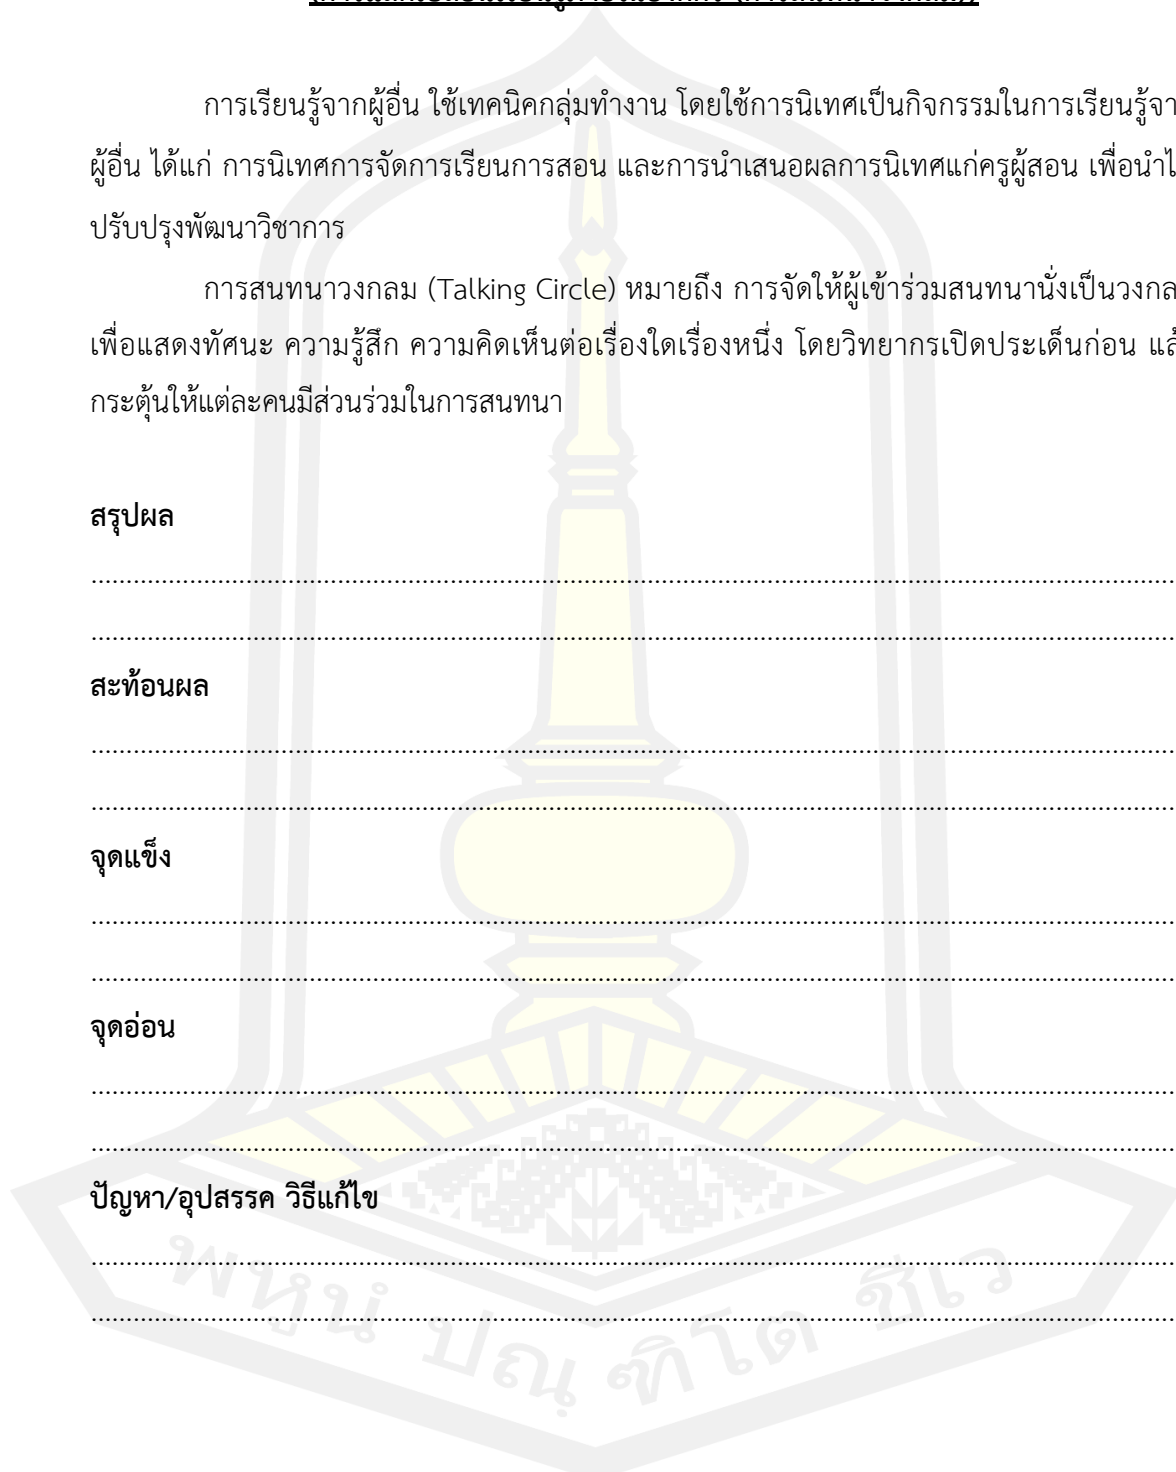 การเรียนรู้จากผู้อื่น ใช้เทคนิคกลุ่มทำงาน โดยใช้การนิเทศเป็นกิจกรรมในการเรียนรู้จา
ผู้อื่น ได้แก่ การนิเทศการจัดการเรียนการสอน และการนำเสนอผลการนิเทศแก่ครูผู้สอน เพื่อนำไ
ปรับปรุงพัฒนาวิชาการ
การสนทนาวงกลม (Talking Circle) หมายถึง การจัดให้ผู้เข้าร่วมสนทนานั่งเป็นวงกล
เพื่อแสดงทัศนะ ความรู้สึก ความคิดเห็นต่อเรื่องใดเรื่องหนึ่ง โดยวิทยากรเปิดประเด็นก่อน แล้
กระตุ้นให้แต่ละคนมีส่วนร่วมในการสนทนา
สรุปผล
สะท้อนผล
จุดแข็ง
จุดอ่อน
ปัญหา/อุปสรรค วิธีแก้ไข
พหุนํ ปณฺฑิโต ชีเว